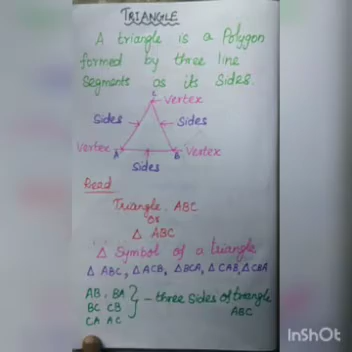 TRIANGLE
A triangle is a Polygon
formed by three line
Segments as its Sides.
C
Vertex
Sides
Sides
Vertex
A
B
Vertex
Sides
Read
Triangle ABC
or
Δ ABC
'Δ' Symbol of a triangle
Δ ABC, Δ ACB, Δ BCA, Δ CAB, Δ CBA
AB, BA
BC CB
CA AC
} - three Sides of triangle
ABC
InShOt